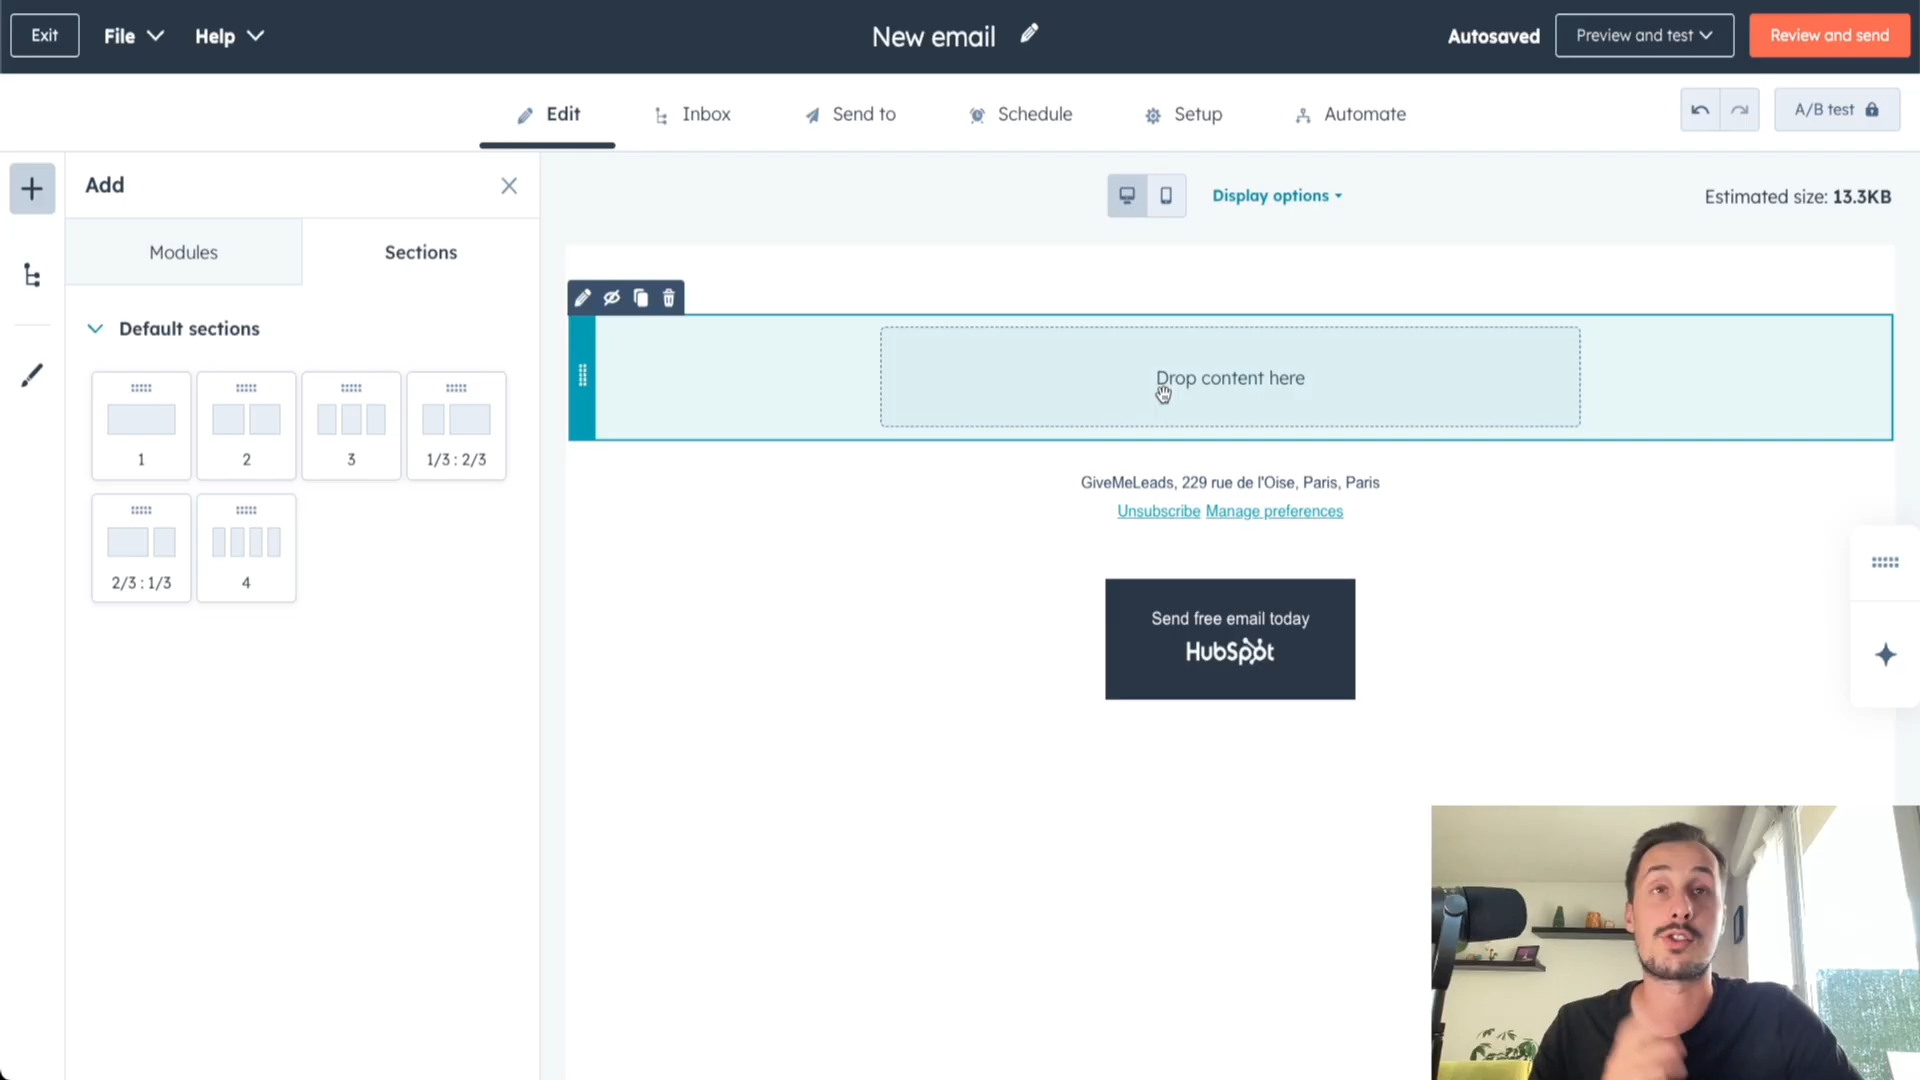 Exit
File
Help
New email
Autosaved
Preview and test
Review and send
Edit
Inbox
Send to
Schedule
Setup
Automate
A/B test
Add
Modules
Sections
Display options
Estimated size: 13.3KB
Default sections
1
2
3
1/3 : 2/3
2/3 : 1/3
4
Drop content here
GiveMeLeads, 229 rue de l'Oise, Paris, Paris
Unsubscribe Manage preferences
Send free email today
HubSpot